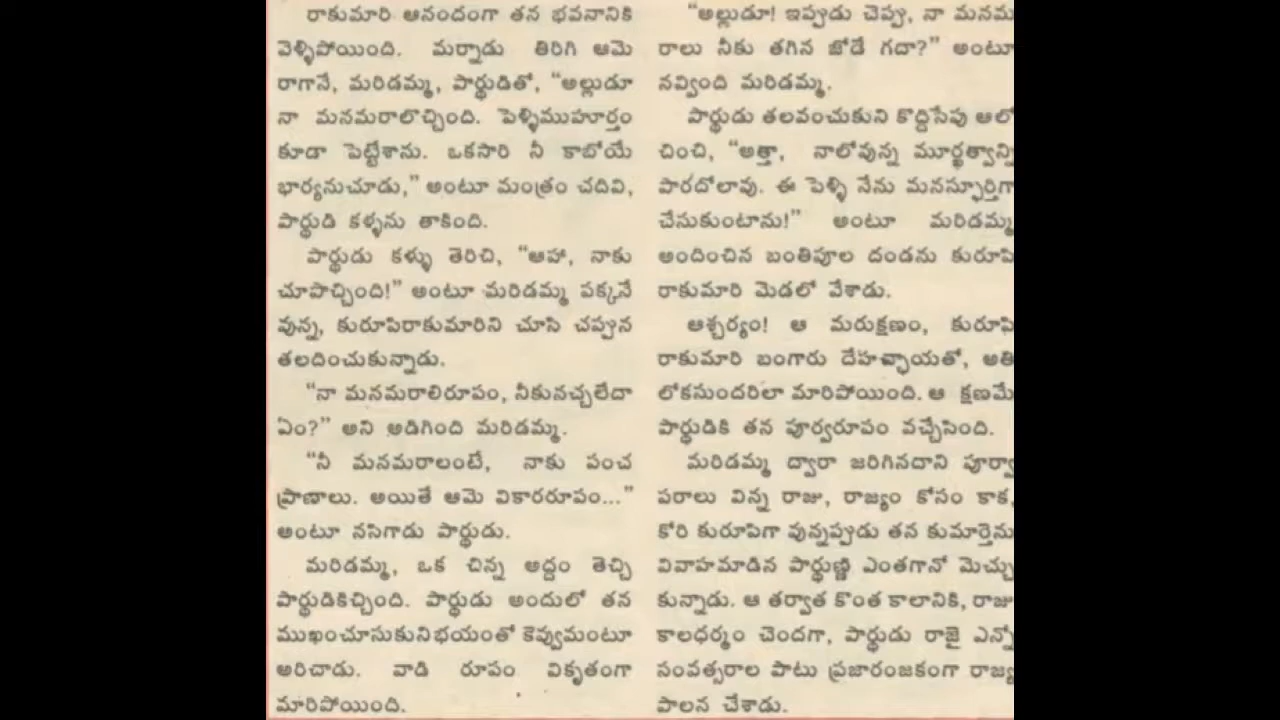 రాకుమారి ఆనందంగా తన భవనానికి
వెళ్ళిపోయింది. మర్నాడు తిరిగి ఆమె
రాగానే, మరిడమ్మ, పార్థుడితో, “అల్లుడూ
నా మనమరాలొచ్చింది. పెళ్ళిముహూర్తం
కూడా పెట్టేశాను. ఒకసారి నీ కాబోయే
భార్యనుచూడు,” అంటూ మంత్రం చదివి,
పార్థుడి కళ్ళను తాకింది.
పార్థుడు కళ్ళు తెరిచి, “ఆహా, నాకు
చూపొచ్చింది!” అంటూ మరిడమ్మ పక్కనే
వున్న, కురూపిరాకుమారిని చూసి చప్పున
తలదించుకున్నాడు.
“నా మనమరాలిరూపం, నీకునచ్చలేదా
ఏం?” అని అడిగింది మరిడమ్మ.
“నీ మనమరాలంటే, నాకు పంచ
ప్రాణాలు. అయితే ఆమె వికారరూపం...”
అంటూ నసిగాడు పార్థుడు.
మరిడమ్మ, ఒక చిన్న అద్దం తెచ్చి
పార్థుడికిచ్చింది. పార్థుడు అందులో తన
ముఖంచూసుకునిభయంతో కెవ్వుమంటూ
అరిచాడు. వాడి రూపం వికృతంగా
మారిపోయింది.
“అల్లుడూ! ఇప్పుడు చెప్పు, నా మనమ
రాలు నీకు తగిన జోడే గదా?” అంటూ
నవ్వింది మరిడమ్మ.
పార్థుడు తలవంచుకుని కొద్దిసేపు ఆలో
చించి, “అత్తా, నాలోవున్న మూర్ఖత్వాన్ని
పారదోలావు. ఈ పెళ్ళి నేను మనస్ఫూర్తిగా
చేసుకుంటాను!” అంటూ మరిడమ్మ
అందించిన బంతిపూల దండను కురూపి
రాకుమారి మెడలో వేశాడు.
ఆశ్చర్యం! ఆ మరుక్షణం, కురూపి
రాకుమారి బంగారు దేహచ్ఛాయతో, అతి
లోకసుందరిలా మారిపోయింది. ఆ క్షణమే
పార్థుడికి తన పూర్వరూపం వచ్చేసింది.
మరిడమ్మ ద్వారా జరిగినదాని పూర్వా
పరాలు విన్న రాజు, రాజ్యం కోసం కాక,
కోరి కురూపిగా వున్నప్పుడు తన కుమార్తెను
వివాహమాడిన పార్థుణ్ణి ఎంతగానో మెచ్చు
కున్నాడు. ఆ తర్వాత కొంత కాలానికి, రాజు
కాలధర్మం చెందగా, పార్థుడు రాజై ఎన్నో
సంవత్సరాల పాటు ప్రజారంజకంగా రాజ్య
పాలన చేశాడు.